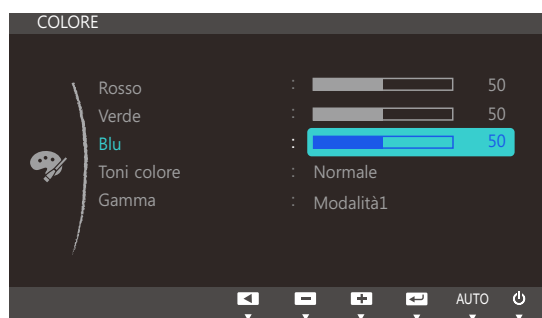 COLORE
Rosso : 50
Verde : 50
Blu : 50
Toni colore : Normale
Gamma : Modalità1
AUTO